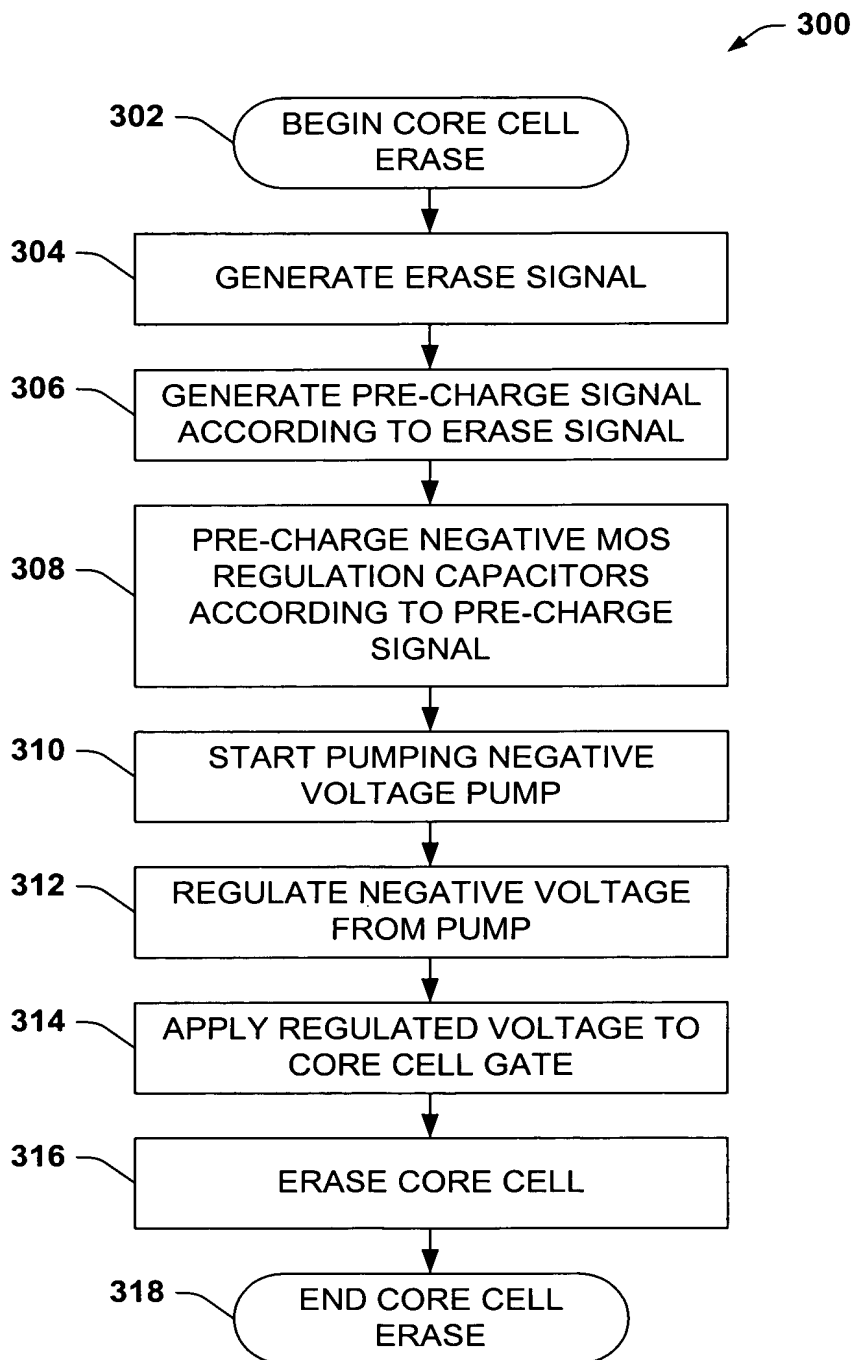 300
302
BEGIN CORE CELL
ERASE
304
GENERATE ERASE SIGNAL
306
GENERATE PRE-CHARGE SIGNAL
ACCORDING TO ERASE SIGNAL
308
PRE-CHARGE NEGATIVE MOS
REGULATION CAPACITORS
ACCORDING TO PRE-CHARGE
SIGNAL
310
START PUMPING NEGATIVE
VOLTAGE PUMP
312
REGULATE NEGATIVE VOLTAGE
FROM PUMP
314
APPLY REGULATED VOLTAGE TO
CORE CELL GATE
316
ERASE CORE CELL
318
END CORE CELL
ERASE